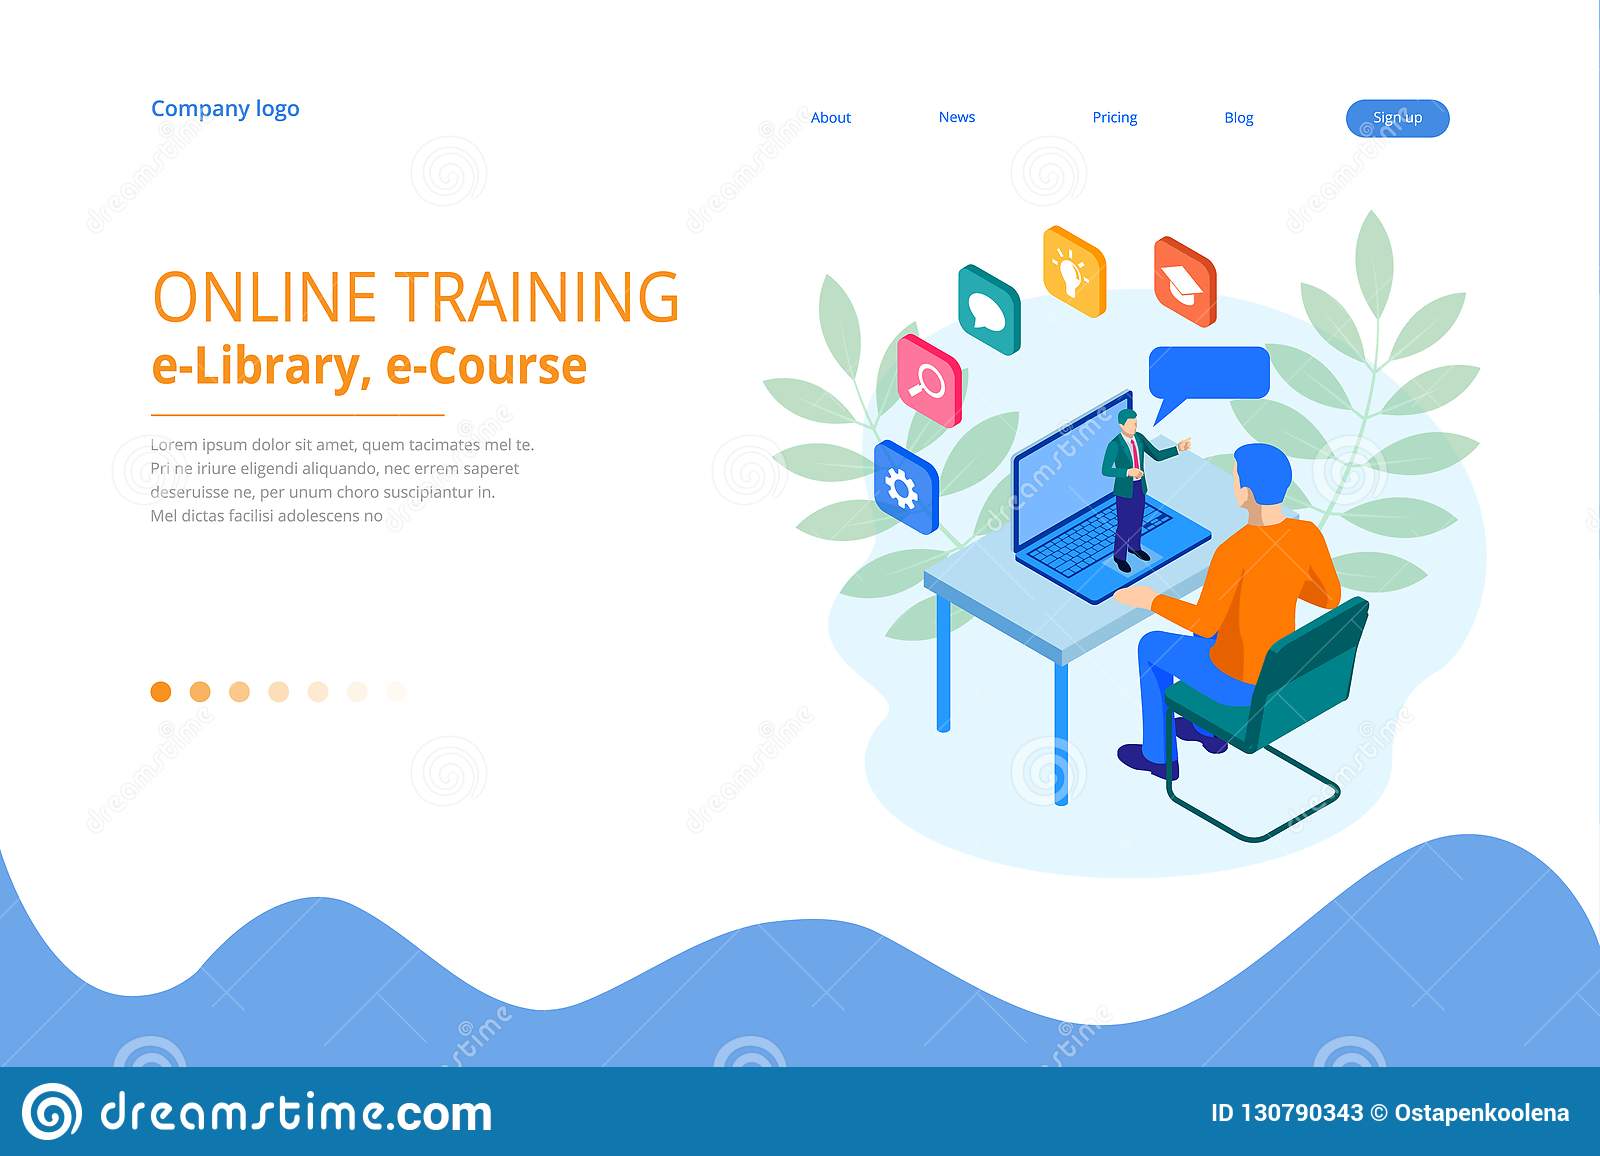 Company logo
About
News
Pricing
Blog
Sign up
ONLINE TRAINING
e-Library, e-Course
Lorem ipsum dolor sit amet, quem tacimates mel te.
Pri ne iriure eligendi aliquando, nec errem saperet
deseruisse ne, per unum choro suscipiantur in.
Mel dictas facilisi adolescens no
dreamstime.com
ID 130790343 © Ostapenkoolena